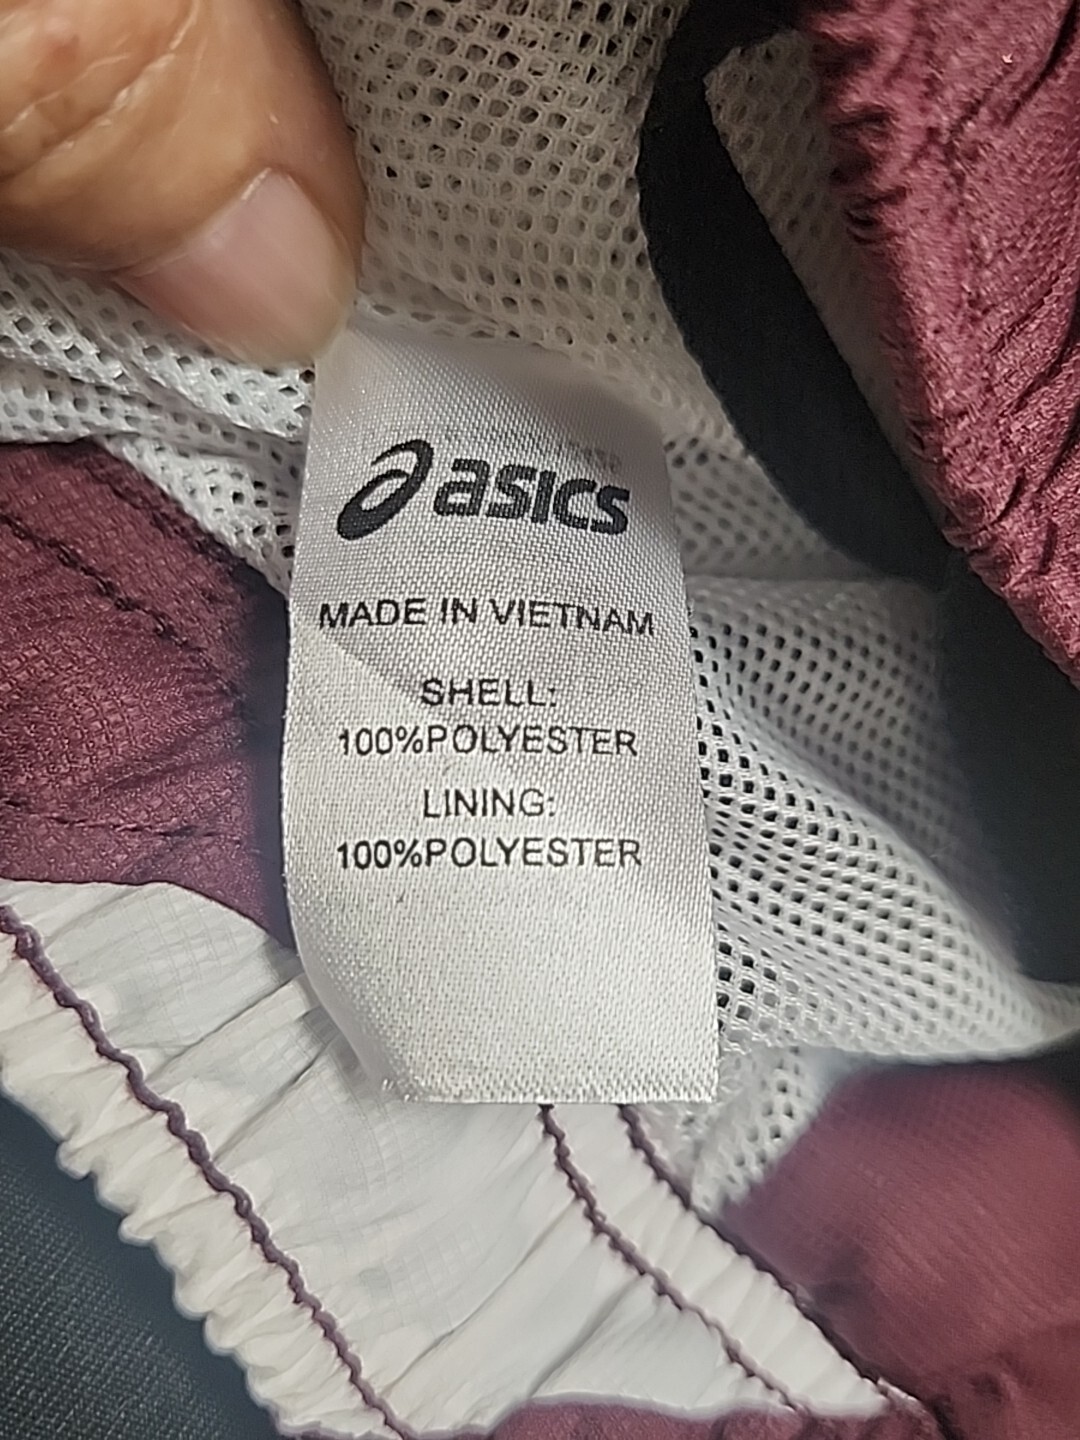 asics
MADE IN VIETNAM
SHELL:
100%POLYESTER
LINING:
100%POLYESTER